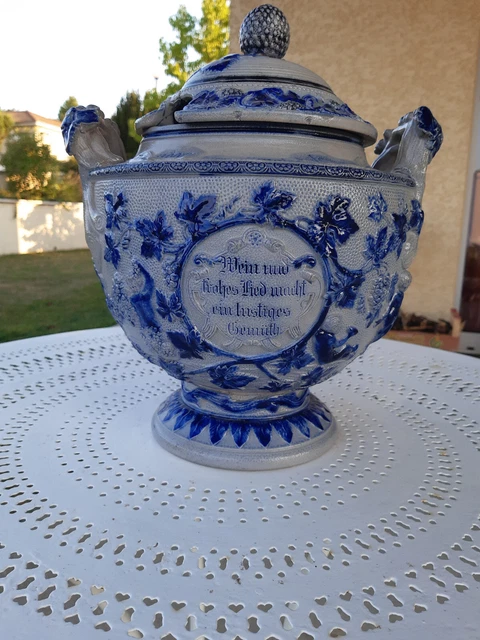 Wein und
frohes Lied macht
ein lustiges
Gemüth.